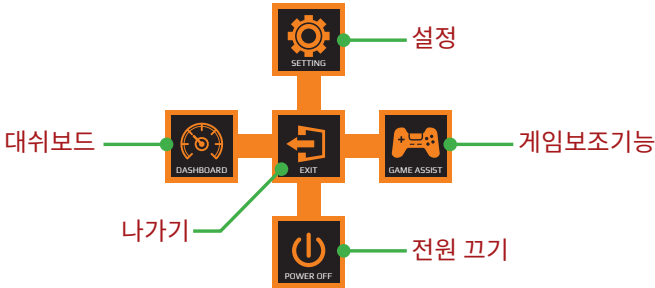 설정
SETTING
대쉬보드
DASHBOARD
EXIT
GAME ASSIST
게임보조기능
나가기
POWER OFF
전원 끄기